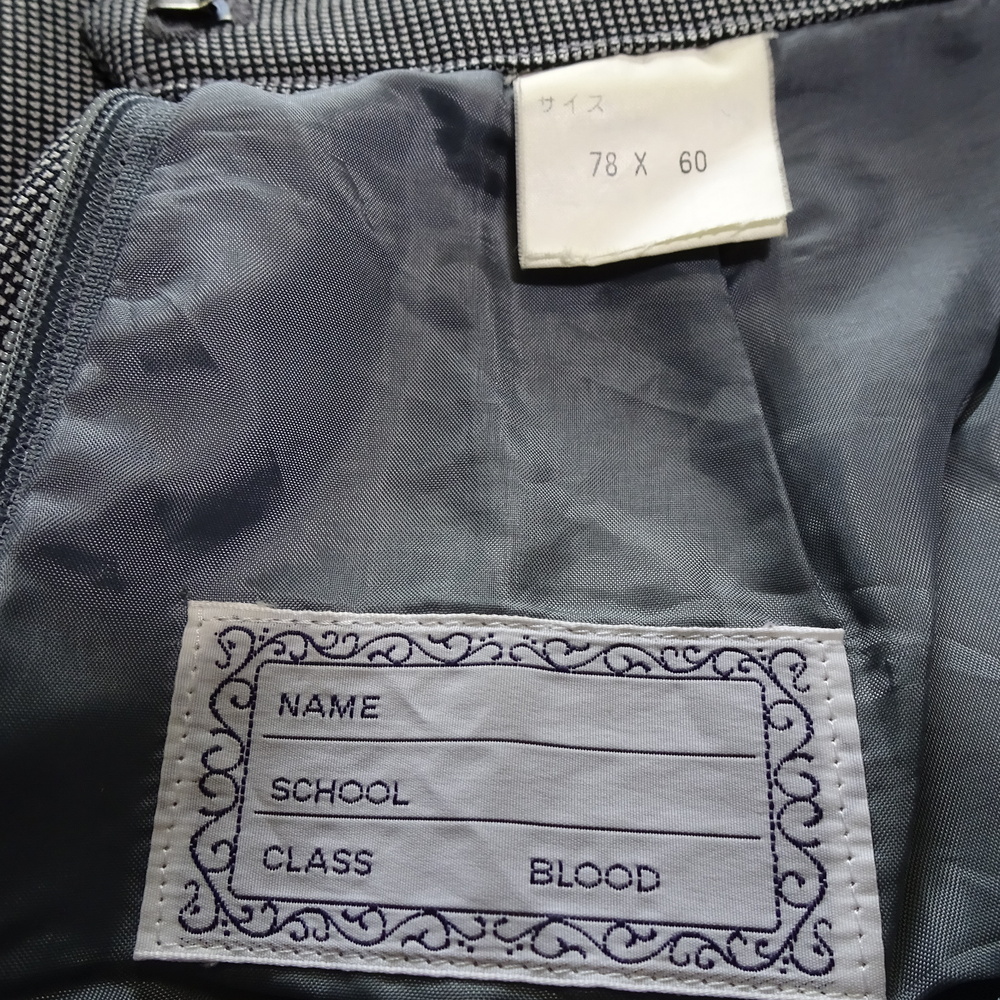 サイズ
78 X 60
NAME
SCHOOL
CLASS BLOOD